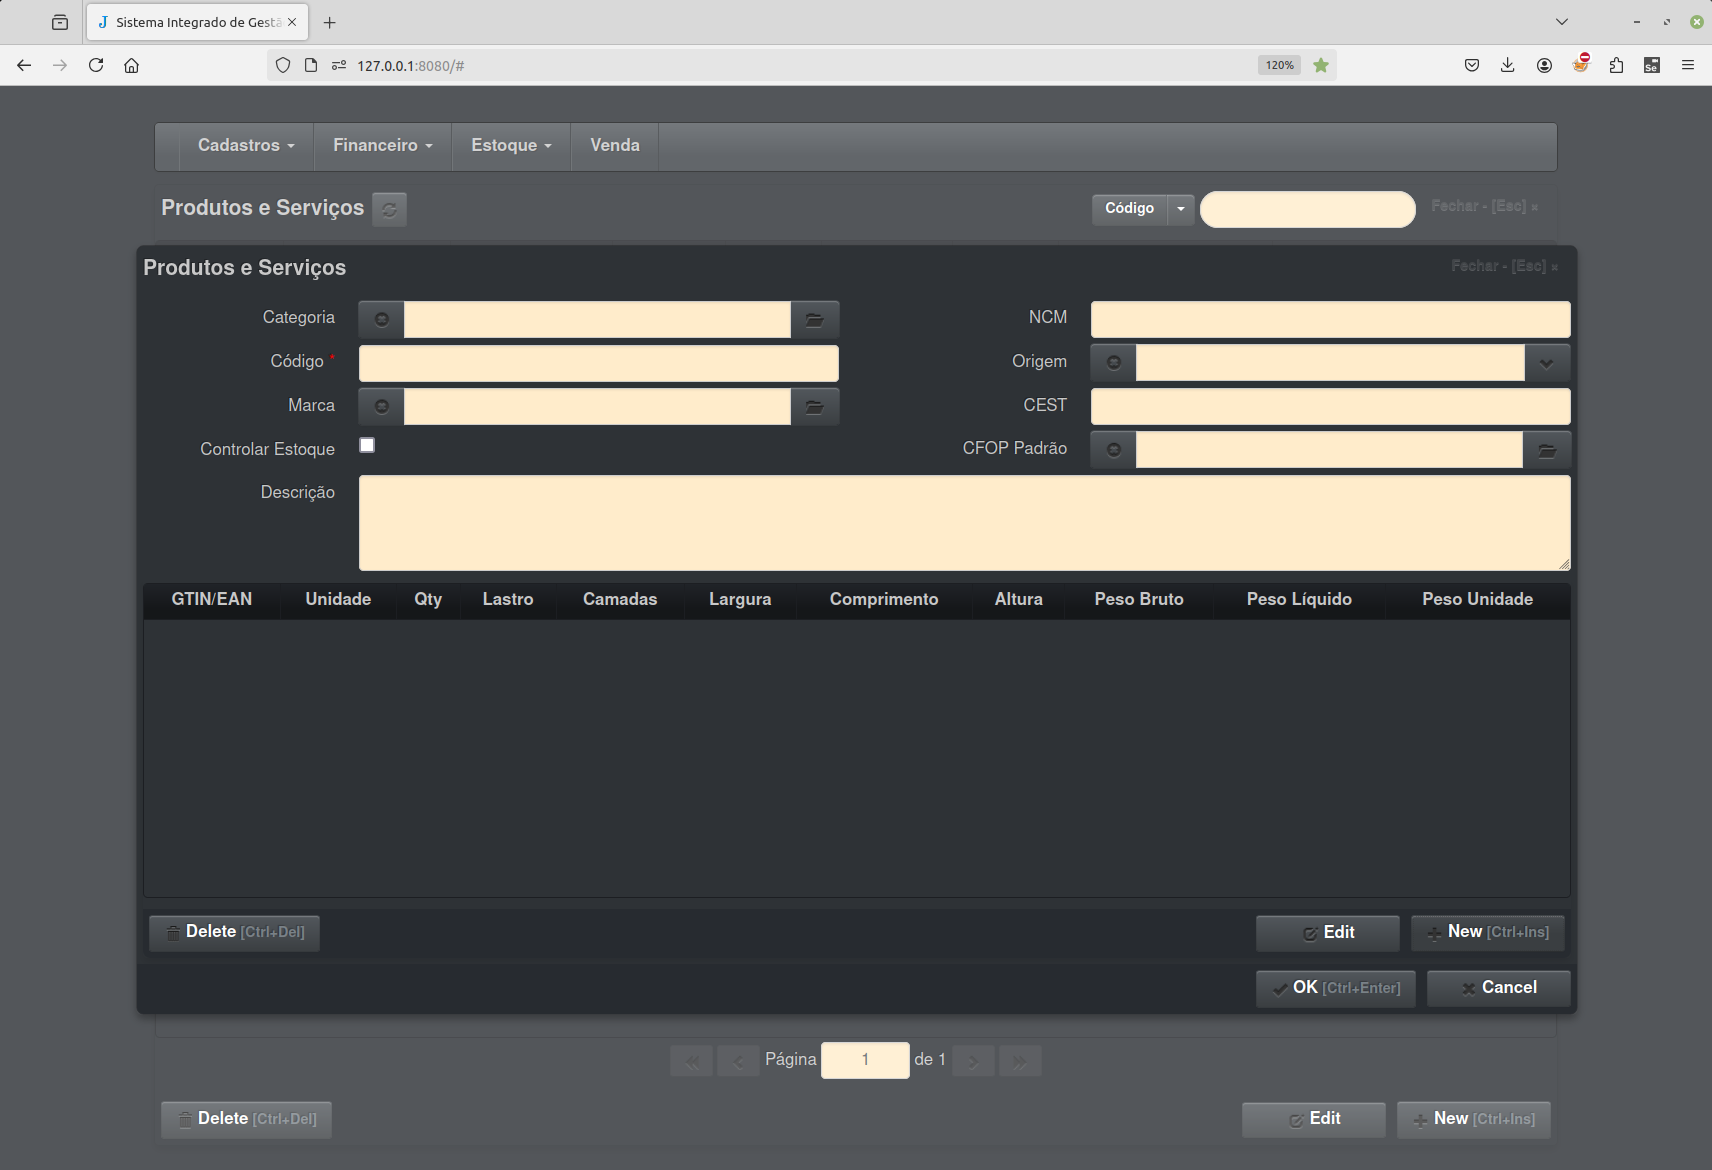 J Sistema Integrado de Gestã
127.0.0.1:8080/# 120% Se
Cadastros Financeiro Estoque Venda
Produtos e Serviços Código Fechar - [Esc] ×
Produtos e Serviços Fechar - [Esc] ×
Categoria NCM
Código * Origem
Marca CEST
Controlar Estoque CFOP Padrão
Descrição
GTIN/EAN Unidade Qty Lastro Camadas Largura Comprimento Altura Peso Bruto Peso Líquido Peso Unidade
Delete [Ctrl+Del] Edit New [Ctrl+Ins]
OK [Ctrl+Enter] Cancel
Página 1 de 1
Delete [Ctrl+Del] Edit New [Ctrl+Ins]